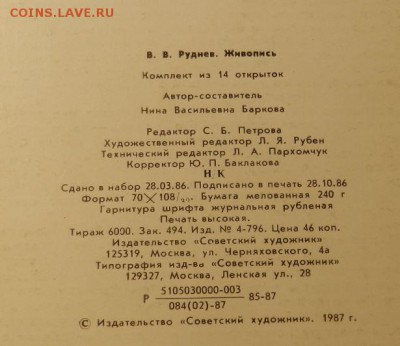 COINS.LAVE.RU
В. В. Руднев. Живопись
Комплект из 14 открыток
Автор-составитель
Нина Васильевна Баркова
Редактор С. Б. Петрова
Художественный редактор Л. Я. Рубен
Технический редактор Л. А. Пархомчук
Корректор Ю. П. Баклакова
Н/К
Сдано в набор 28.03.86. Подписано в печать 28.10.86
Формат 70 × 108/32. Бумага мелованная 240 г
Гарнитура шрифта журнальная рубленая
Печать высокая.
Тираж 6000. Зак. 494. Изд. № 4-796. Цена 46 коп.
Издательство «Советский художник»
125319, Москва, ул. Черняховского, 4а
Типография изд-ва «Советский художник»
129327, Москва, Ленская ул., 28
Р 5105030000-003 / 084(02)-87 85-87
© Издательство «Советский художник». 1987 г.